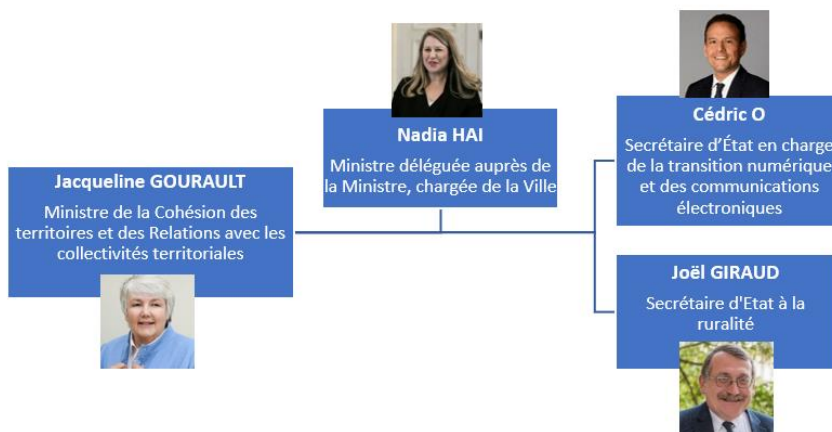 Jacqueline GOURAULT
Ministre de la Cohésion des
territoires et des Relations avec les
collectivités territoriales
Nadia HAI
Ministre déléguée auprès de
la Ministre, chargée de la Ville
Cédric O
Secrétaire d’État en charge
de la transition numérique
et des communications
électroniques
Joël GIRAUD
Secrétaire d'Etat à la
ruralité